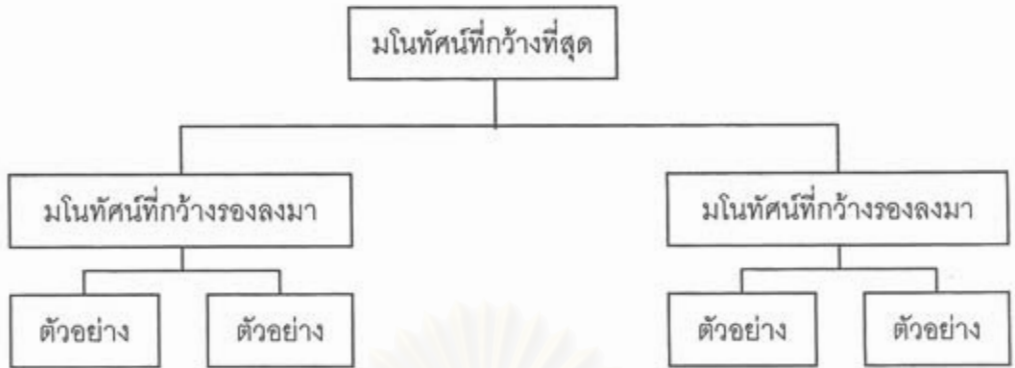 มโนทัศน์ที่กว้างที่สุด
มโนทัศน์ที่กว้างรองลงมา มโนทัศน์ที่กว้างรองลงมา
ตัวอย่าง ตัวอย่าง ตัวอย่าง ตัวอย่าง